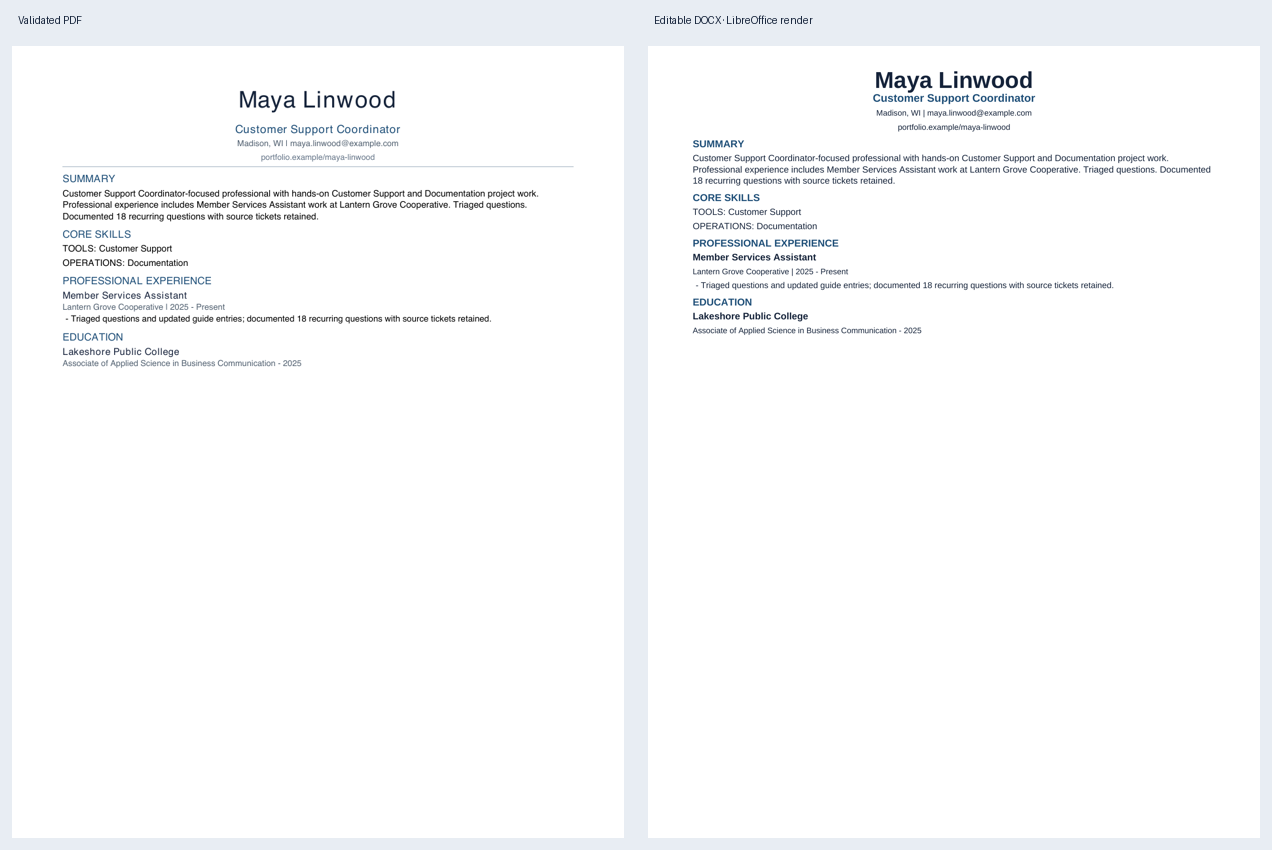 Validated PDF
Maya Linwood
Customer Support Coordinator
Madison, WI | maya.linwood@example.com
portfolio.example/maya-linwood
SUMMARY
Customer Support Coordinator-focused professional with hands-on Customer Support and Documentation project work.
Professional experience includes Member Services Assistant work at Lantern Grove Cooperative. Triaged questions.
Documented 18 recurring questions with source tickets retained.
CORE SKILLS
TOOLS: Customer Support
OPERATIONS: Documentation
PROFESSIONAL EXPERIENCE
Member Services Assistant
Lantern Grove Cooperative | 2025 - Present
- Triaged questions and updated guide entries; documented 18 recurring questions with source tickets retained.
EDUCATION
Lakeshore Public College
Associate of Applied Science in Business Communication - 2025
Editable DOCX · LibreOffice render
Maya Linwood
Customer Support Coordinator
Madison, WI | maya.linwood@example.com
portfolio.example/maya-linwood
SUMMARY
Customer Support Coordinator-focused professional with hands-on Customer Support and Documentation project work.
Professional experience includes Member Services Assistant work at Lantern Grove Cooperative. Triaged questions. Documented
18 recurring questions with source tickets retained.
CORE SKILLS
TOOLS: Customer Support
OPERATIONS: Documentation
PROFESSIONAL EXPERIENCE
Member Services Assistant
Lantern Grove Cooperative | 2025 - Present
- Triaged questions and updated guide entries; documented 18 recurring questions with source tickets retained.
EDUCATION
Lakeshore Public College
Associate of Applied Science in Business Communication - 2025